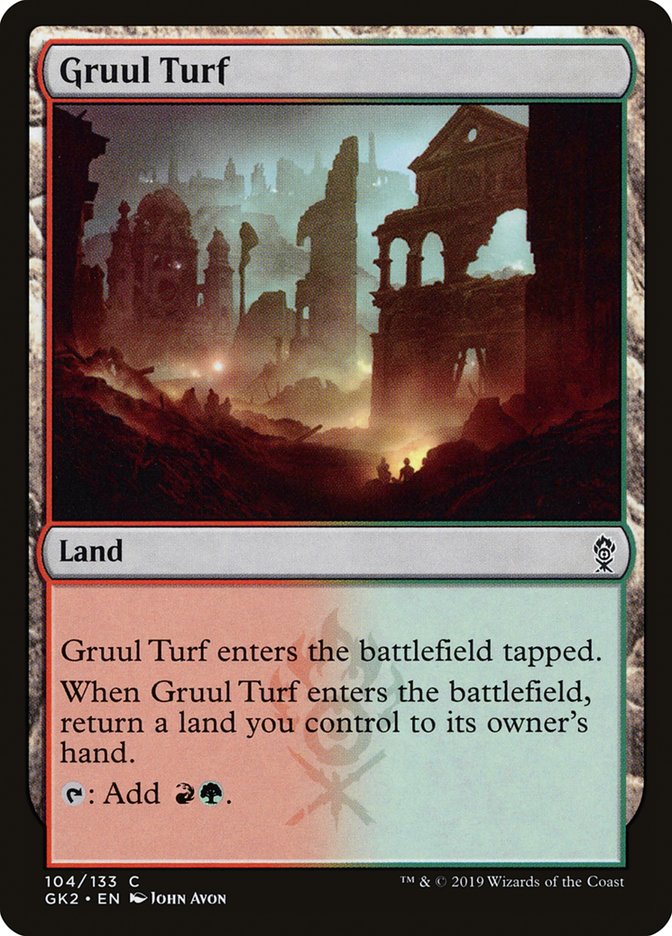 Gruul Turf
Land
Gruul Turf enters the battlefield tapped.
When Gruul Turf enters the battlefield,
return a land you control to its owner's
hand.
: Add .
104/133 C
GK2 • EN John Avon
™ & © 2019 Wizards of the Coast